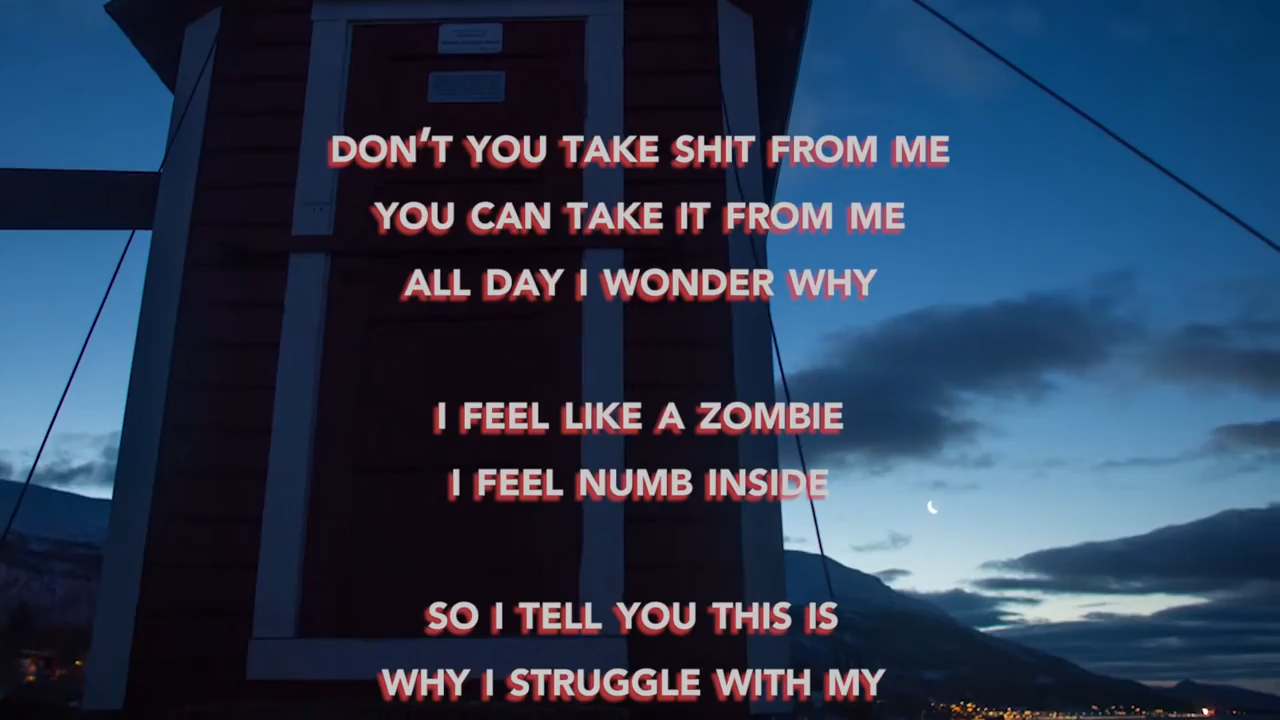 DON'T YOU TAKE SHIT FROM ME
YOU CAN TAKE IT FROM ME
ALL DAY I WONDER WHY
I FEEL LIKE A ZOMBIE
I FEEL NUMB INSIDE
SO I TELL YOU THIS IS
WHY I STRUGGLE WITH MY